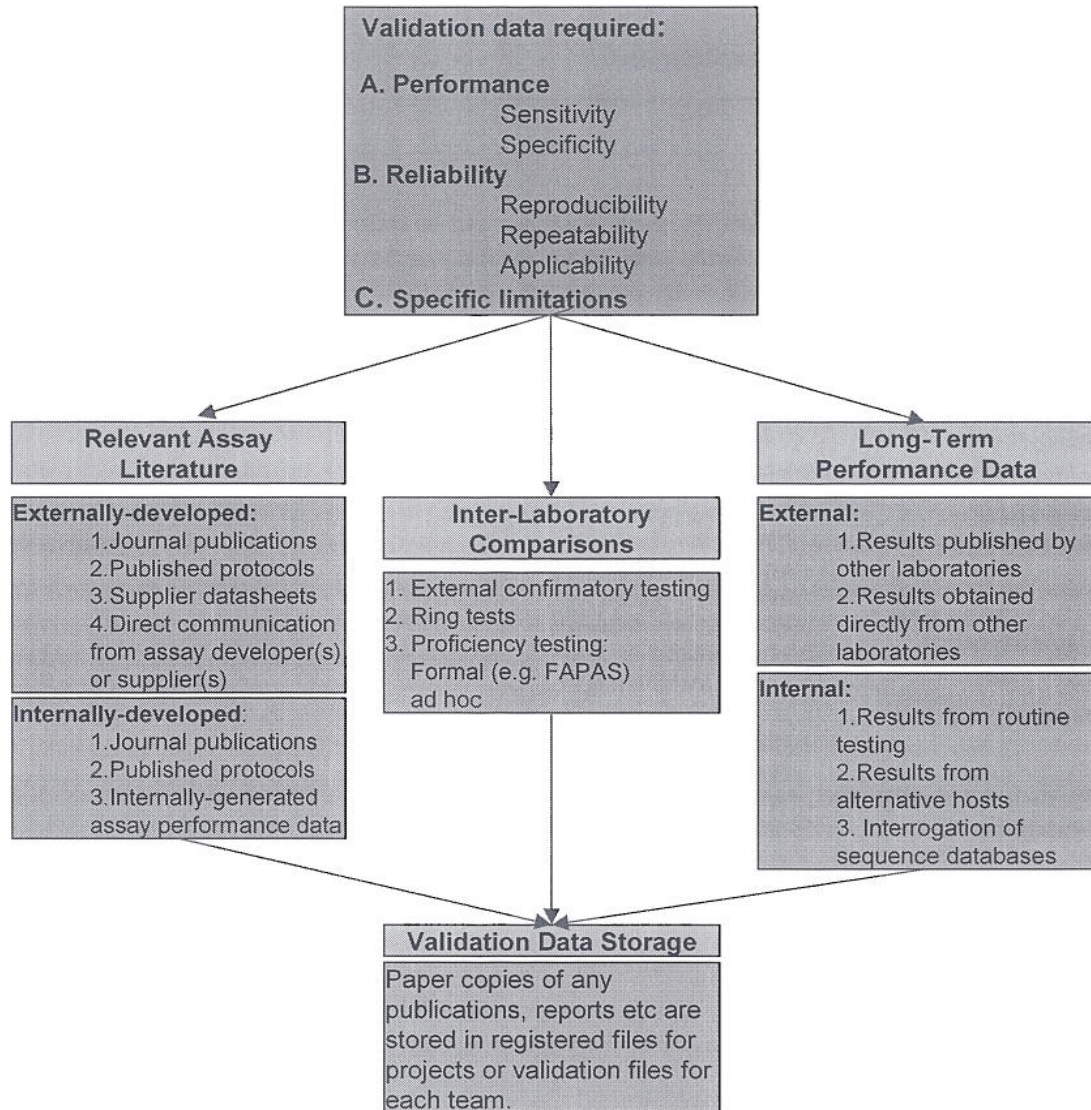 Validation data required:
A. Performance
Sensitivity
Specificity
B. Reliability
Reproducibility
Repeatability
Applicability
C. Specific limitations
Relevant Assay
Literature
Externally-developed:
1.Journal publications
2.Published protocols
3.Supplier datasheets
4.Direct communication
from assay developer(s)
or supplier(s)
Internally-developed:
1.Journal publications
2.Published protocols
3.Internally-generated
assay performance data
Inter-Laboratory
Comparisons
1. External confirmatory testing
2. Ring tests
3. Proficiency testing:
Formal (e.g. FAPAS)
ad hoc
Long-Term
Performance Data
External:
1.Results published by
other laboratories
2.Results obtained
directly from other
laboratories
Internal:
1.Results from routine
testing
2.Results from
alternative hosts
3. Interrogation of
sequence databases
Validation Data Storage
Paper copies of any
publications, reports etc are
stored in registered files for
projects or validation files for
each team.